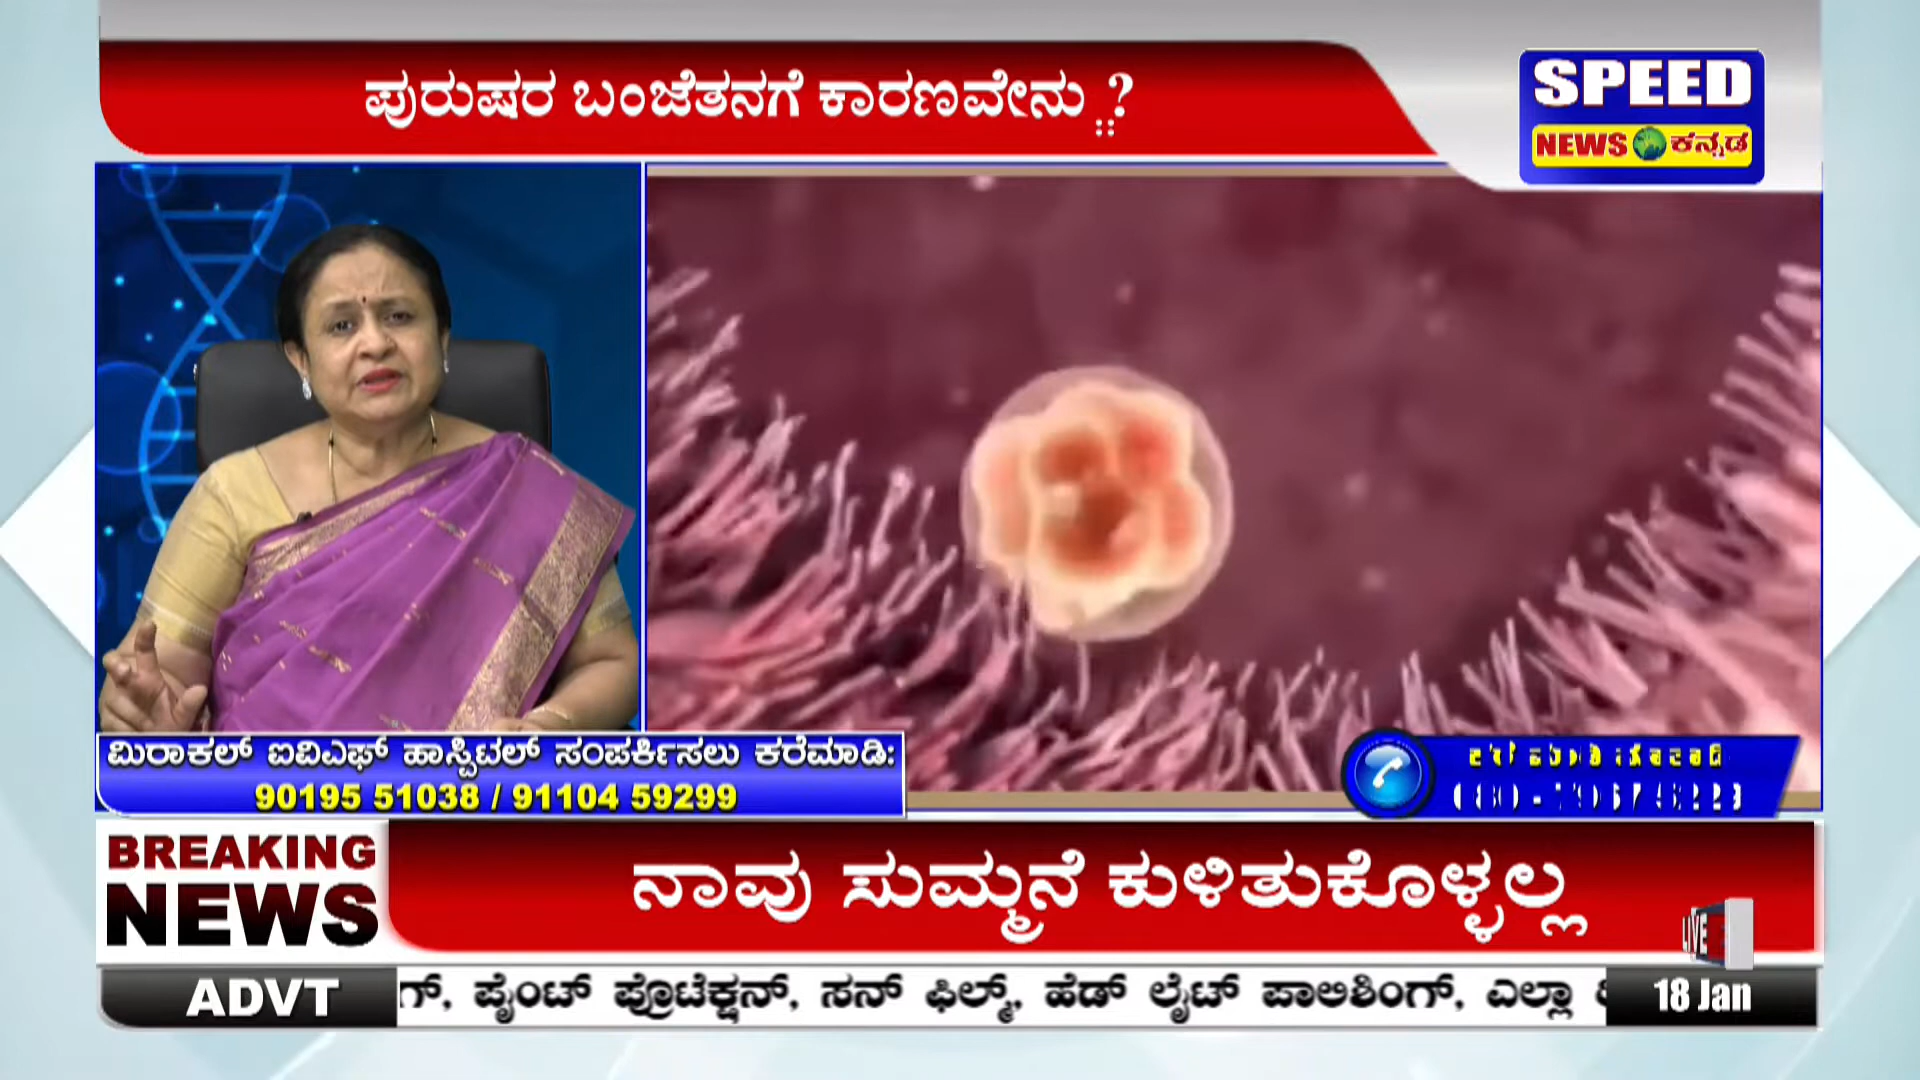 ಪುರುಷರ ಬಂಜೆತನಗೆ ಕಾರಣವೇನು..?
SPEED
NEWS ಕನ್ನಡ
ಮಿರಾಕಲ್ ಐವಿಎಫ್ ಹಾಸ್ಪಿಟಲ್ ಸಂಪರ್ಕಿಸಲು ಕರೆಮಾಡಿ:
90195 51038 / 91104 59299
BREAKING
NEWS
ನಾವು ಸುಮ್ಮನೆ ಕುಳಿತುಕೊಳ್ಳಲ್ಲ
LIVE
ADVT
ಗ್, ಪೈಂಟ್ ಪ್ರೊಟೆಕ್ಷನ್, ಸನ್ ಫಿಲ್ಮ್, ಹೆಡ್ ಲೈಟ್ ಪಾಲಿಶಿಂಗ್, ಎಲ್ಲಾ
18 Jan